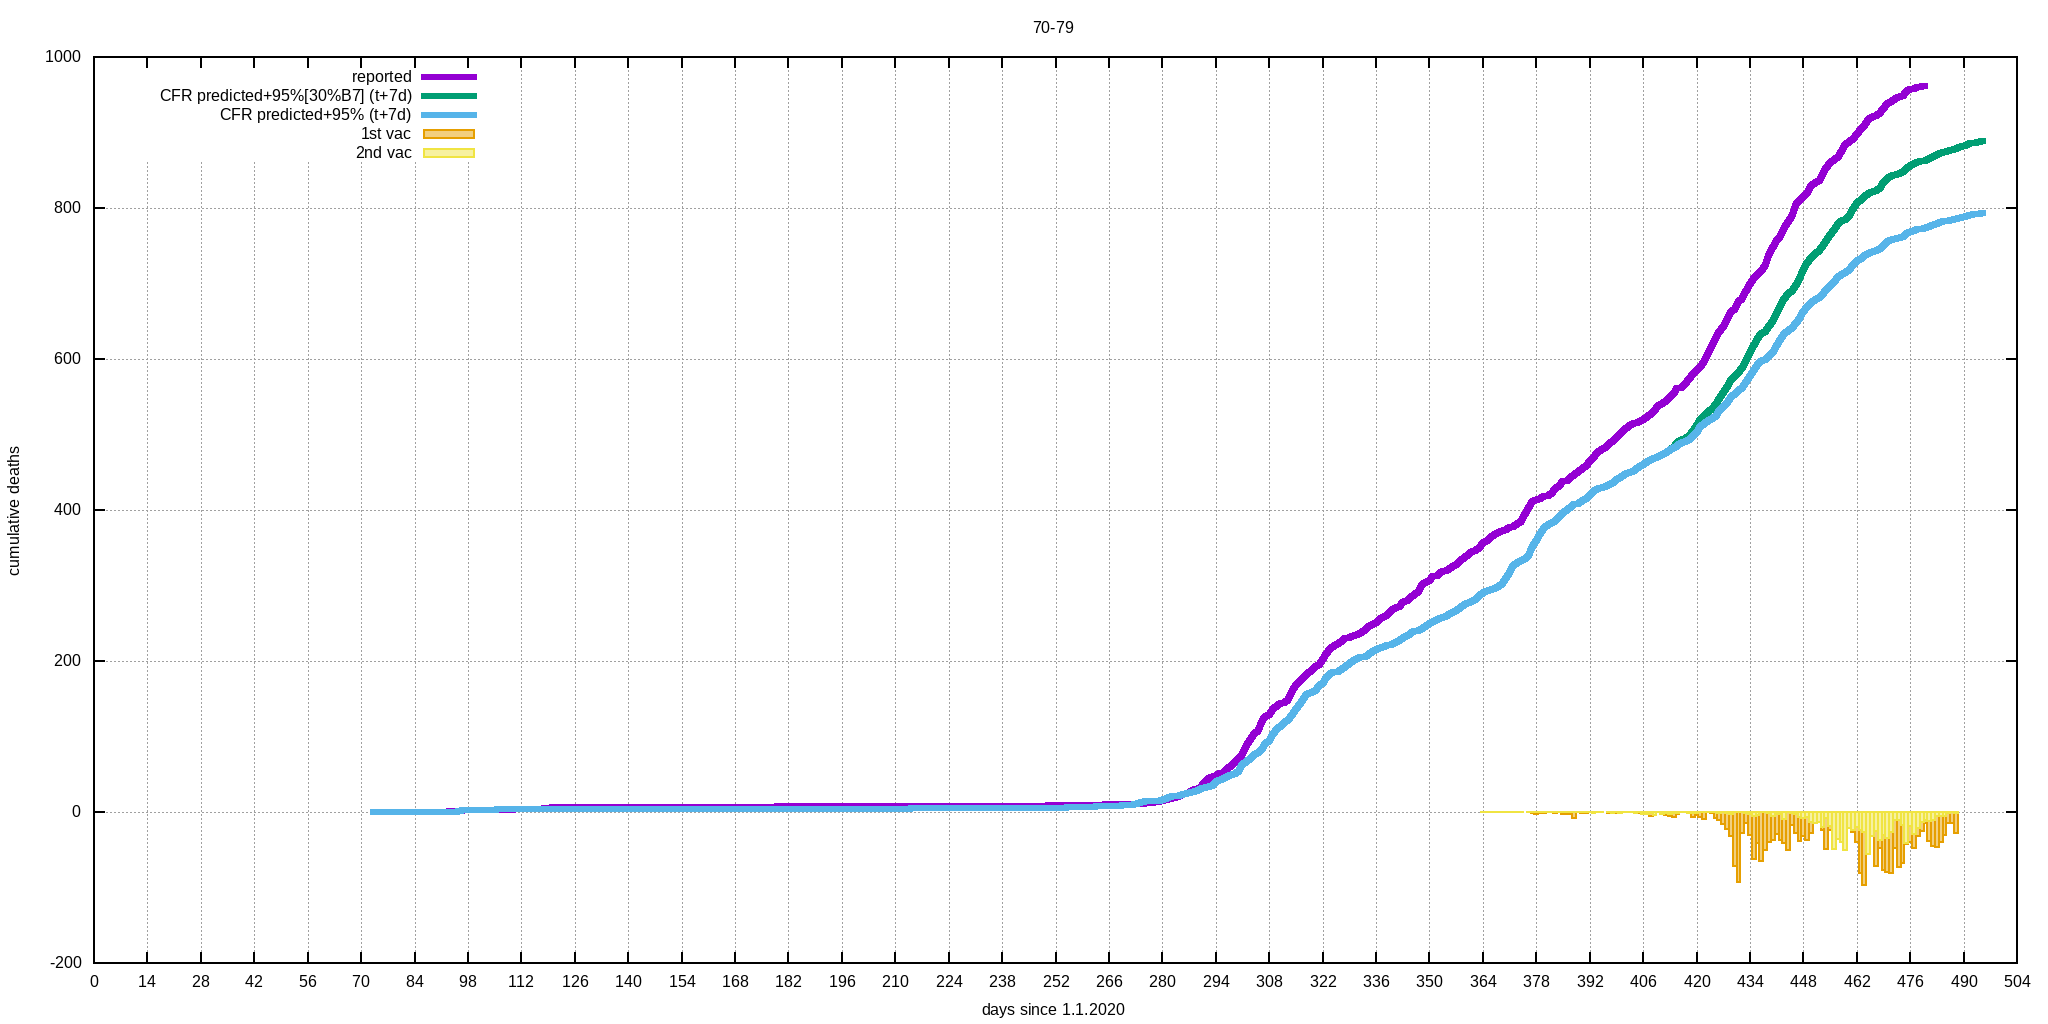 70-79
1000
800
600
400
200
0
-200
cumulative deaths
reported
CFR predicted+95%[30%B7] (t+7d)
CFR predicted+95% (t+7d)
1st vac
2nd vac
0 14 28 42 56 70 84 98 112 126 140 154 168 182 196 210 224 238 252 266 280 294 308 322 336 350 364 378 392 406 420 434 448 462 476 490 504
days since 1.1.2020